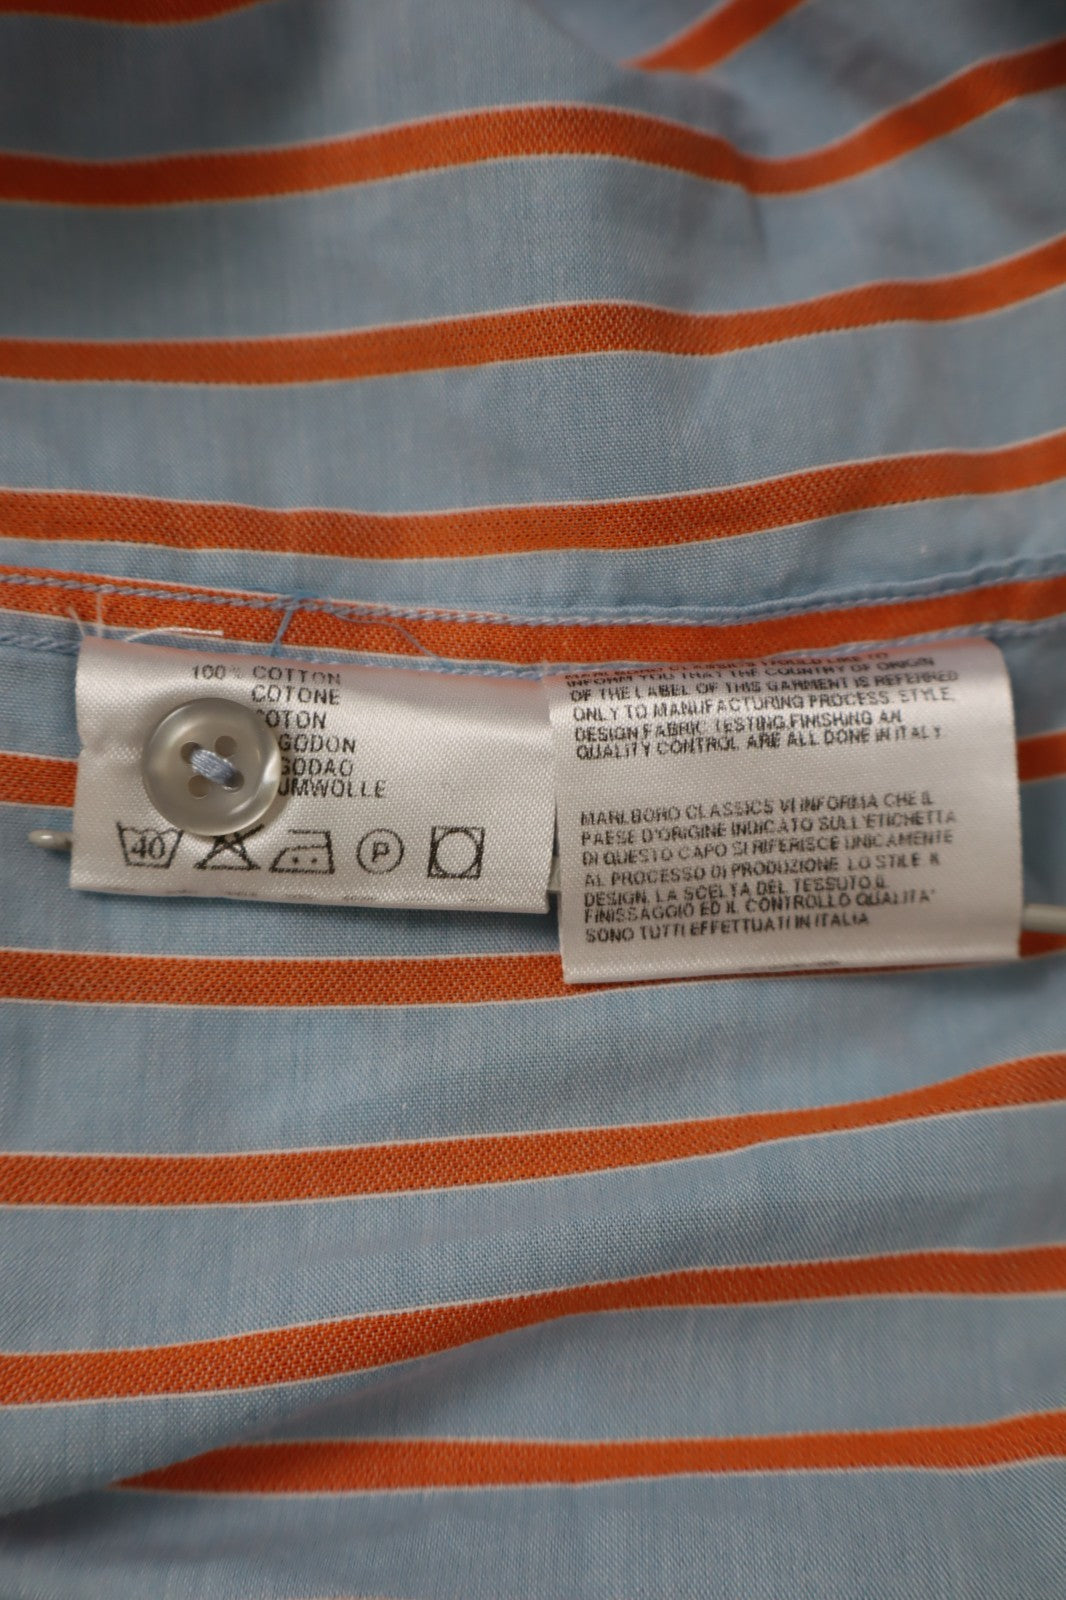 100% COTTON
COTONE
COTON
GODON
GODAO
UMWOLLE
40
P
MARLBORO CLASSICS WOULD LIKE TO
INFORM YOU THAT THE COUNTRY OF ORIGIN
OF THE LABEL OF THIS GARMENT IS REFERRED
ONLY TO MANUFACTURING PROCESS. STYLE,
DESIGN, FABRIC, TESTING, FINISHING AN
QUALITY CONTROL ARE ALL DONE IN ITALY
MARLBORO CLASSICS VI INFORMA CHE IL
PAESE D'ORIGINE INDICATO SULL'ETICHETTA
DI QUESTO CAPO SI RIFERISCE UNICAMENTE
AL PROCESSO DI PRODUZIONE. LO STILE, IL
DESIGN, LA SCELTA DEL TESSUTO, IL
FINISSAGGIO ED IL CONTROLLO QUALITA'
SONO TUTTI EFFETTUATI IN ITALIA